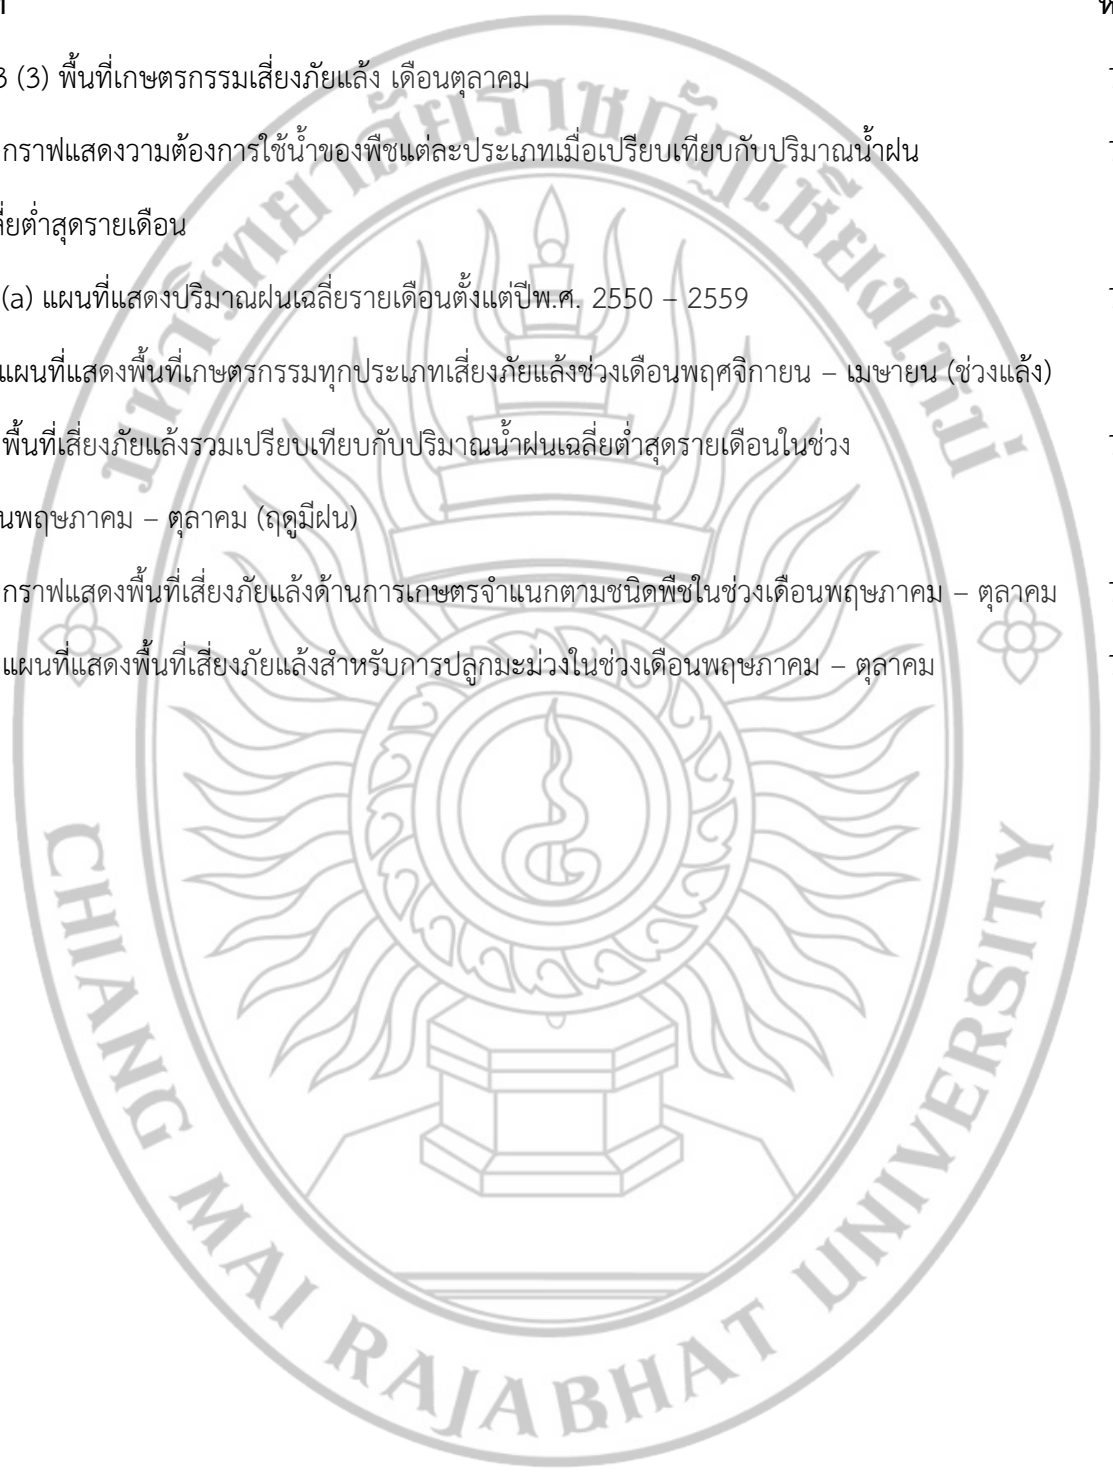 3 (3) พื้นที่เกษตรกรรมเสี่ยงภัยแล้ง เดือนตุลาคม
กราฟแสดงวามต้องการใช้น้ำของพืชแต่ละประเภทเมื่อเปรียบเทียบกับปริมาณน้ำฝน
ลี่ยต่ำสุดรายเดือน
(a) แผนที่แสดงปริมาณฝนเฉลี่ยรายเดือนตั้งแต่ปีพ.ศ. 2550 – 2559
แผนที่แสดงพื้นที่เกษตรกรรมทุกประเภทเสี่ยงภัยแล้งช่วงเดือนพฤศจิกายน – เมษายน (ช่วงแล้ง)
พื้นที่เสี่ยงภัยแล้งรวมเปรียบเทียบกับปริมาณน้ำฝนเฉลี่ยต่ำสุดรายเดือนในช่วง
นพฤษภาคม – ตุลาคม (ฤดูมีฝน)
กราฟแสดงพื้นที่เสี่ยงภัยแล้งด้านการเกษตรจำแนกตามชนิดพืชในช่วงเดือนพฤษภาคม – ตุลาคม
แผนที่แสดงพื้นที่เสี่ยงภัยแล้งสำหรับการปลูกมะม่วงในช่วงเดือนพฤษภาคม – ตุลาคม
มหาวิทยาลัยราชภัฏเชียงใหม่
CHIANG MAI RAJABHAT UNIVERSITY